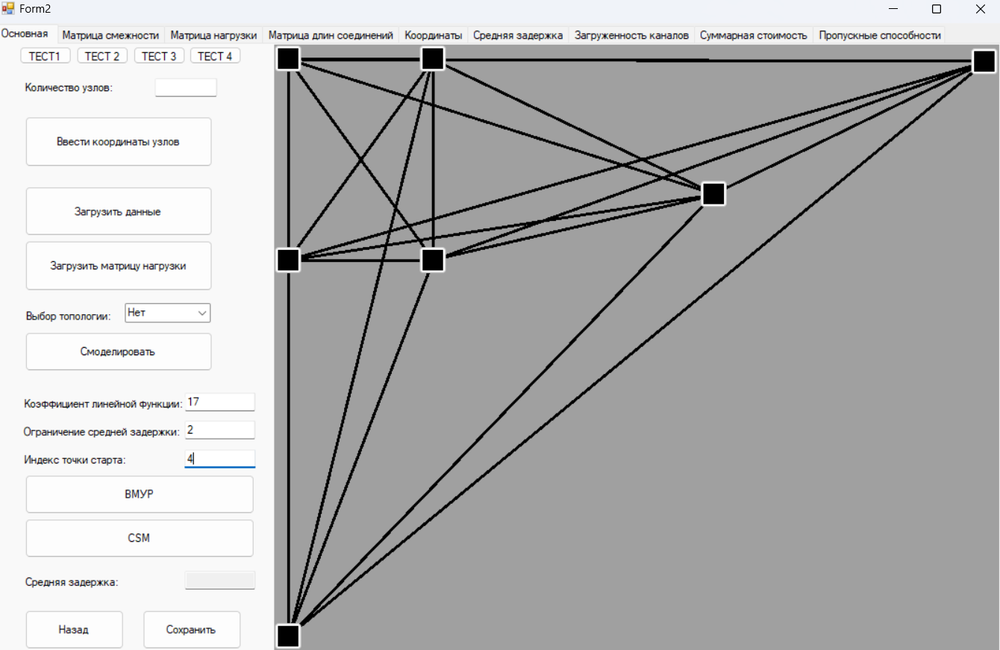 Form2
Основная Матрица смежности Матрица нагрузки Матрица длин соединений Координаты Средняя задержка Загруженность каналов Суммарная стоимость Пропускные способности
ТЕСТ1 ТЕСТ 2 ТЕСТ 3 ТЕСТ 4
Количество узлов:
Ввести координаты узлов
Загрузить данные
Загрузить матрицу нагрузки
Выбор топологии: Нет
Смоделировать
Коэффициент линейной функции: 17
Ограничение средней задержки: 2
Индекс точки старта: 4
ВМУР
CSM
Средняя задержка:
Назад Сохранить